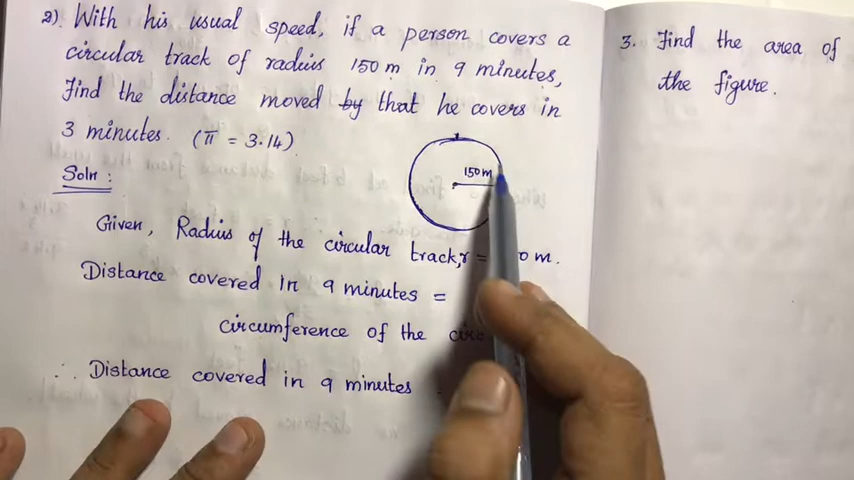 2). With his usual speed, if a person covers a
circular track of radius 150 m in 9 minutes,
Find the distance moved by that he covers in
3 minutes. (π = 3.14)
150 m
Soln :
Given, Radius of the circular track, r = 0 m.
Distance covered in 9 minutes =
circumference of the
∴ Distance covered in 9 minutes
3. Find the area of
the figure.